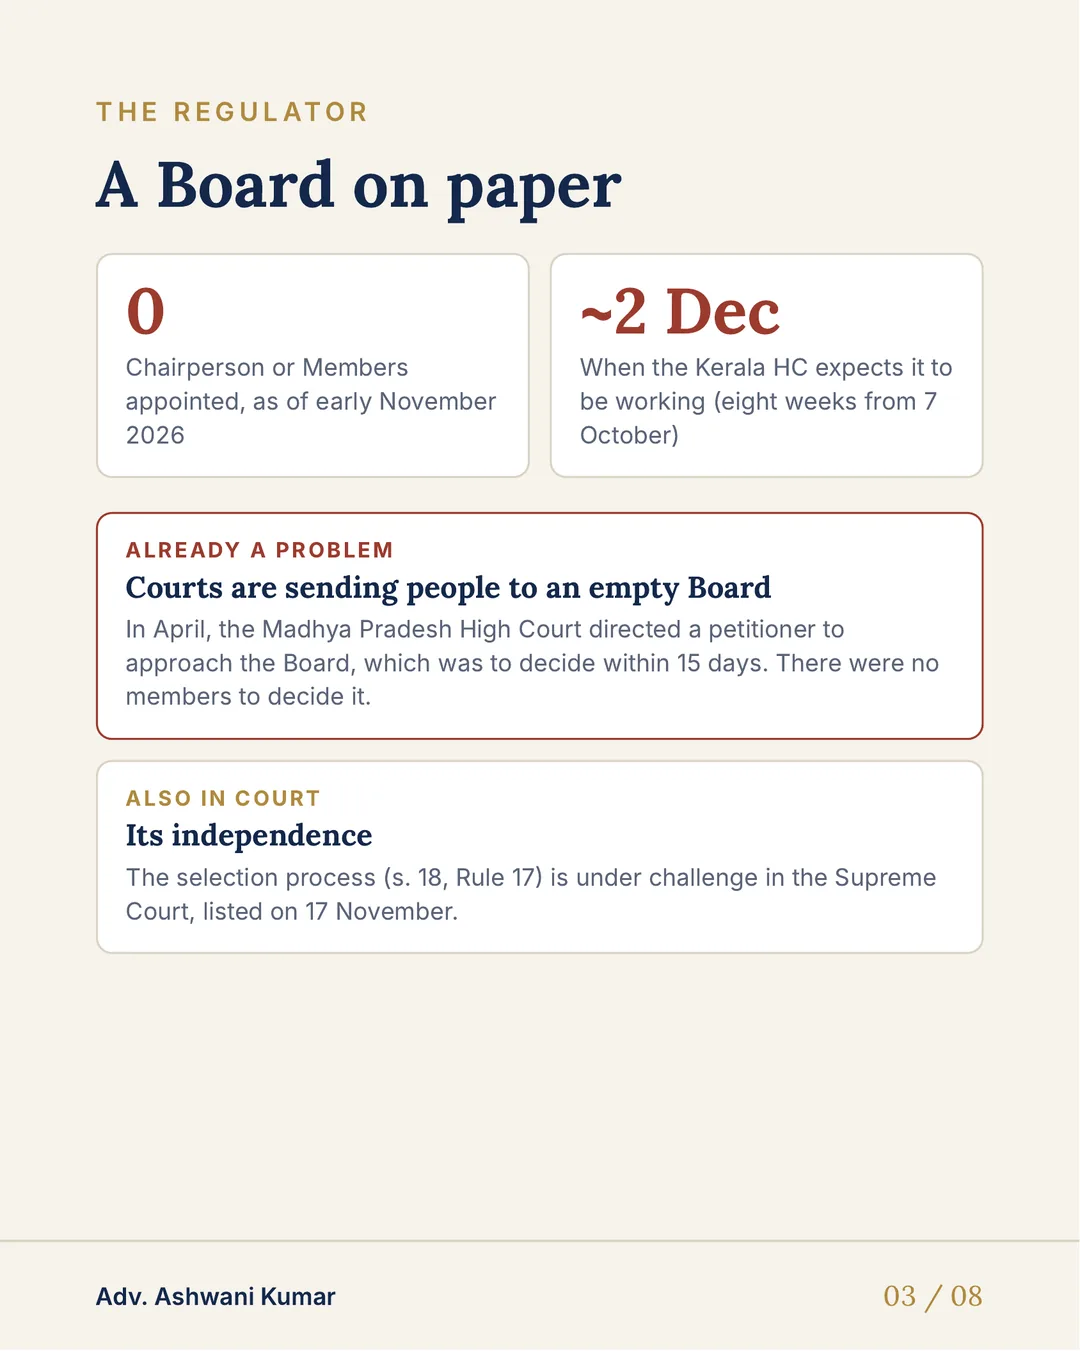 THE REGULATOR
A Board on paper
0
Chairperson or Members
appointed, as of early November
2026
~2 Dec
When the Kerala HC expects it to
be working (eight weeks from 7
October)
ALREADY A PROBLEM
Courts are sending people to an empty Board
In April, the Madhya Pradesh High Court directed a petitioner to
approach the Board, which was to decide within 15 days. There were no
members to decide it.
ALSO IN COURT
Its independence
The selection process (s. 18, Rule 17) is under challenge in the Supreme
Court, listed on 17 November.
Adv. Ashwani Kumar
03 / 08